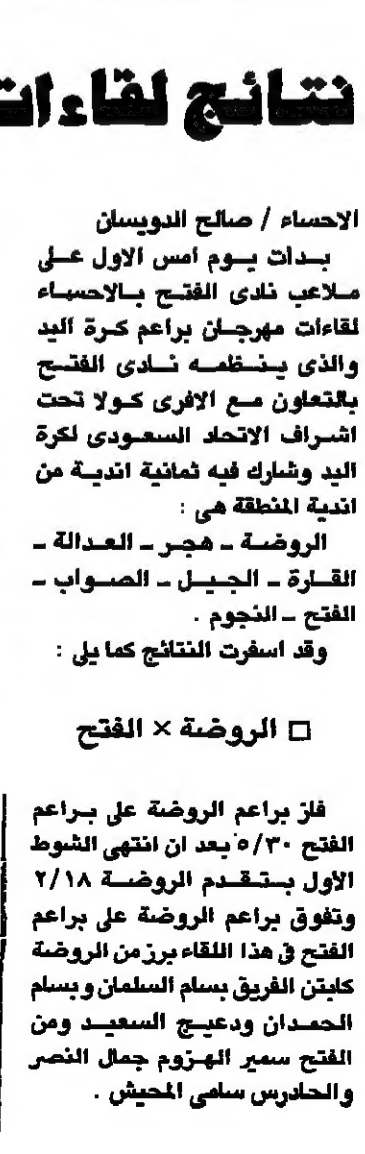 نتائج لقاءات
الاحساء / صالح الدويسان
بدأت يوم امس الاول على
ملاعب نادى الفتح بالاحساء
لقاءات مهرجان براعم كرة اليد
والذى ينظمه نادى الفتح
بالتعاون مع الافرى كولا تحت
اشراف الاتحاد السعودى لكرة
اليد وشارك فيه ثمانية اندية من
اندية المنطقة هى :
الروضة ـ هجر ـ العدالة ـ
القارة ـ الجيل ـ الصواب ـ
الفتح ـ النجوم .
وقد اسفرت النتائج كما يلى :
□ الروضة × الفتح
فاز براعم الروضة على براعم
الفتح ٥/٣٠ بعد ان انتهى الشوط
الأول بتقدم الروضة ٢/١٨
وتفوق براعم الروضة على براعم
الفتح في هذا اللقاء برز من الروضة
كابتن الفريق بسام السلمان وبسام
الحمدان ودعيج السعيد ومن
الفتح سمير الهزوم جمال النصر
والحادرس سامى المحيش .